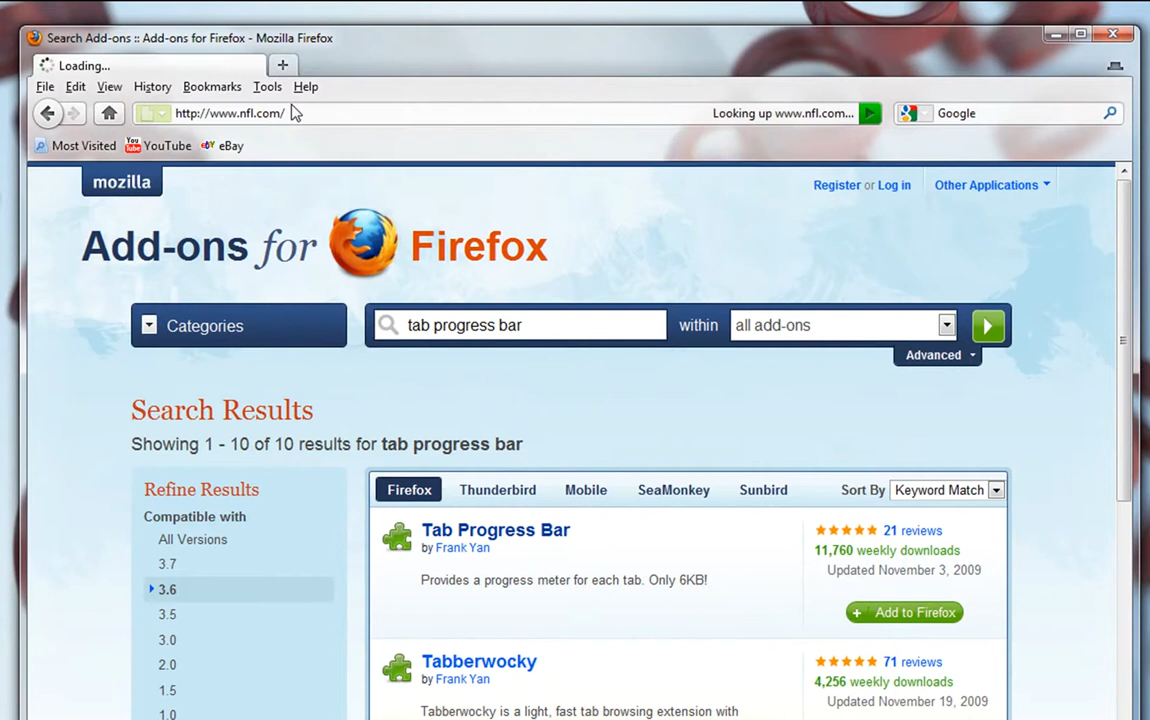 Search Add-ons :: Add-ons for Firefox - Mozilla Firefox
Loading...
File Edit View History Bookmarks Tools Help
http://www.nfl.com/ Looking up www.nfl.com... Google
Most Visited You Tube YouTube ebY eBay
mozilla Register or Log in Other Applications
Add-ons for Firefox
Categories tab progress bar within all add-ons
Advanced
Search Results
Showing 1 - 10 of 10 results for tab progress bar
Refine Results
Compatible with
All Versions
3.7
3.6
3.5
3.0
2.0
1.5
1.0
Firefox Thunderbird Mobile SeaMonkey Sunbird Sort By Keyword Match
Tab Progress Bar 21 reviews
by Frank Yan 11,760 weekly downloads
Updated November 3, 2009
Provides a progress meter for each tab. Only 6KB!
+ Add to Firefox
Tabberwocky 71 reviews
by Frank Yan 4,256 weekly downloads
Updated November 19, 2009
Tabberwocky is a light, fast tab browsing extension with